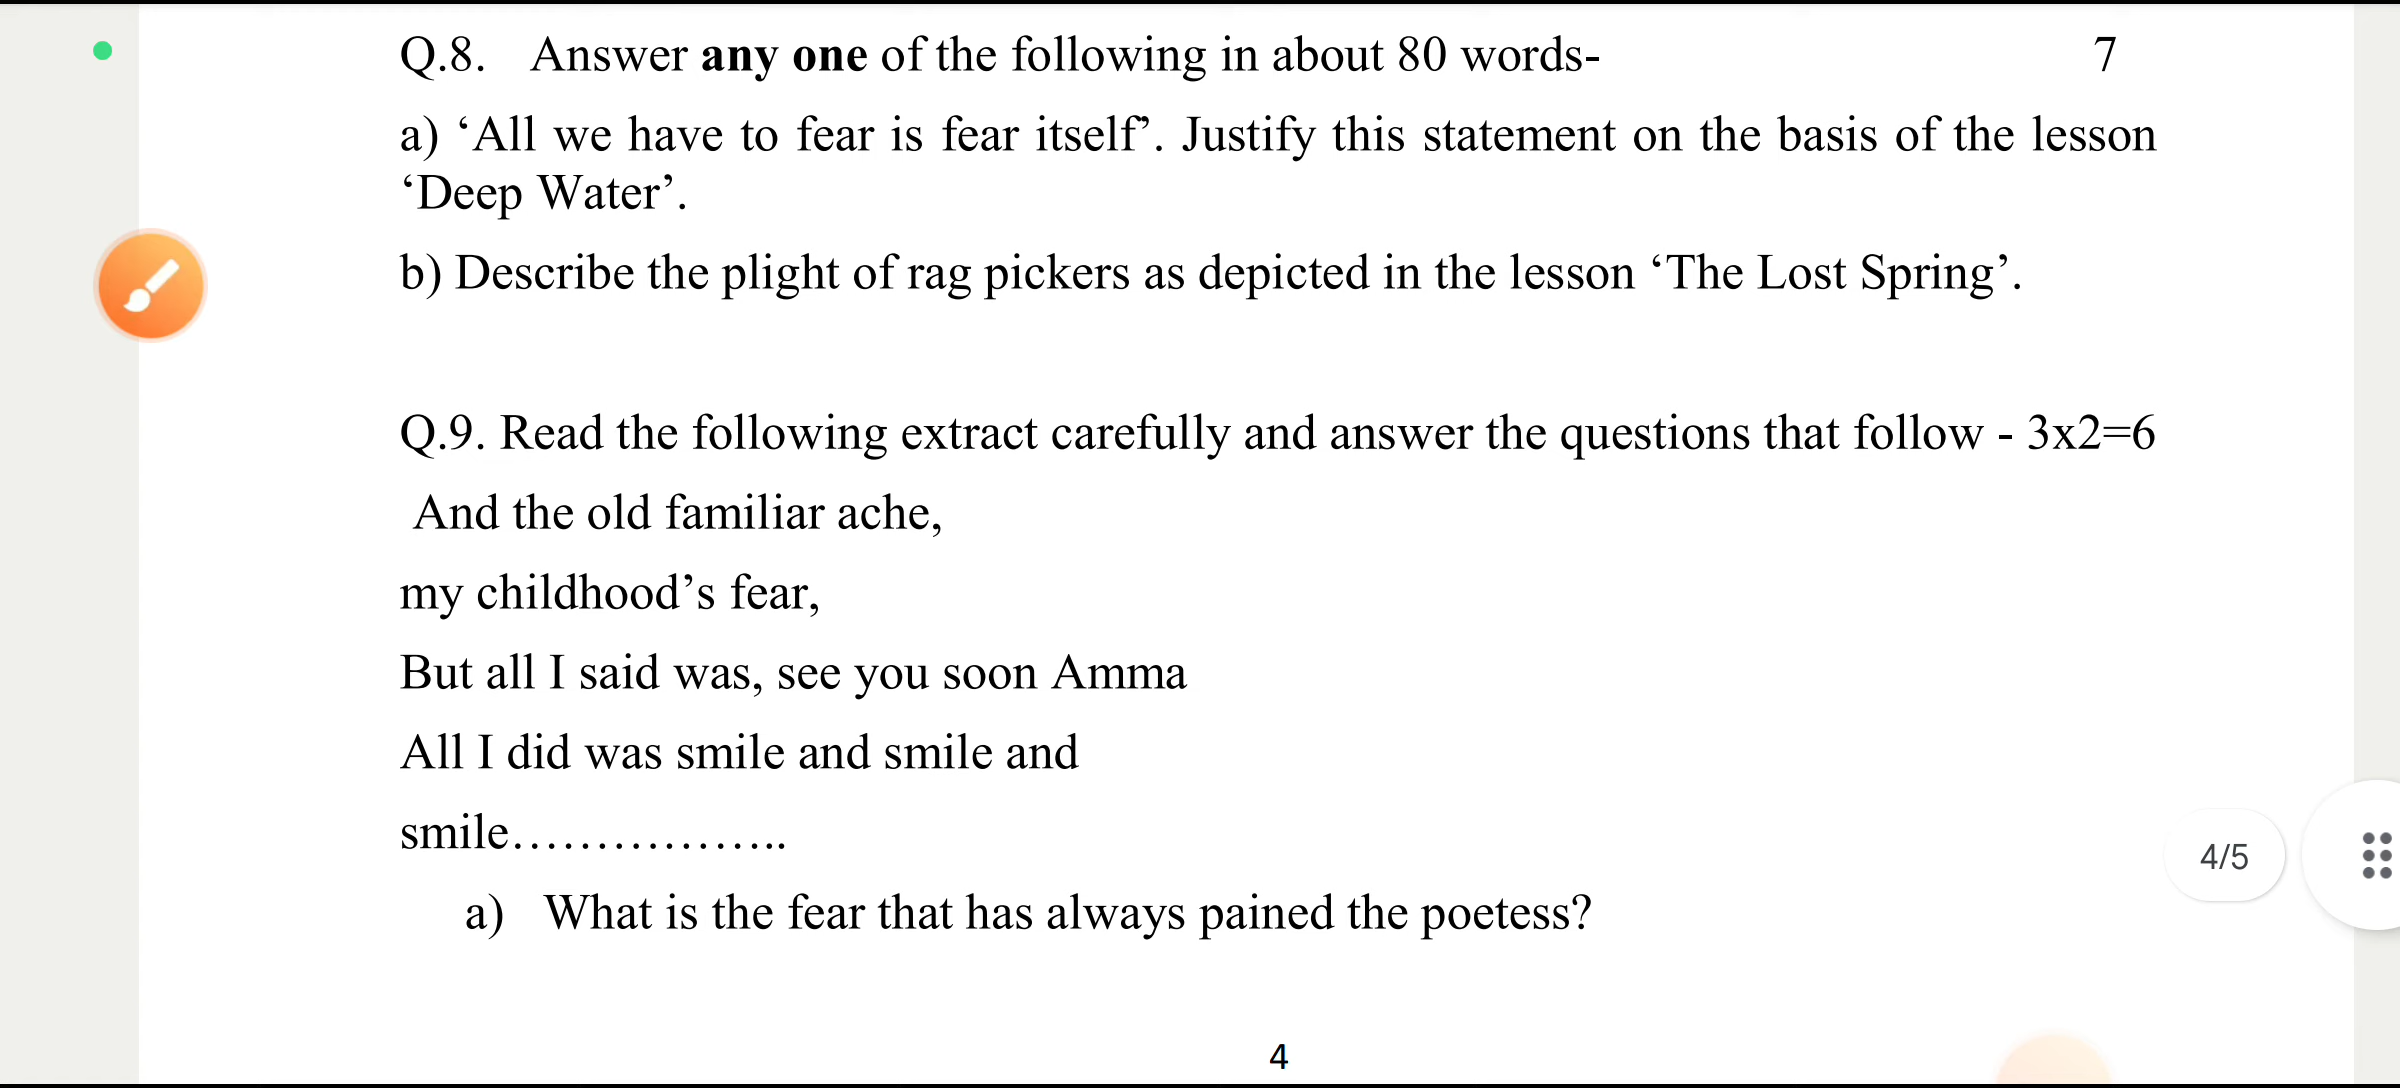 Q.8. Answer any one of the following in about 80 words- 7
a) ‘All we have to fear is fear itself’. Justify this statement on the basis of the lesson
‘Deep Water’.
b) Describe the plight of rag pickers as depicted in the lesson ‘The Lost Spring’.
Q.9. Read the following extract carefully and answer the questions that follow - 3x2=6
And the old familiar ache,
my childhood’s fear,
But all I said was, see you soon Amma
All I did was smile and smile and
smile………………..
4/5
a) What is the fear that has always pained the poetess?
4